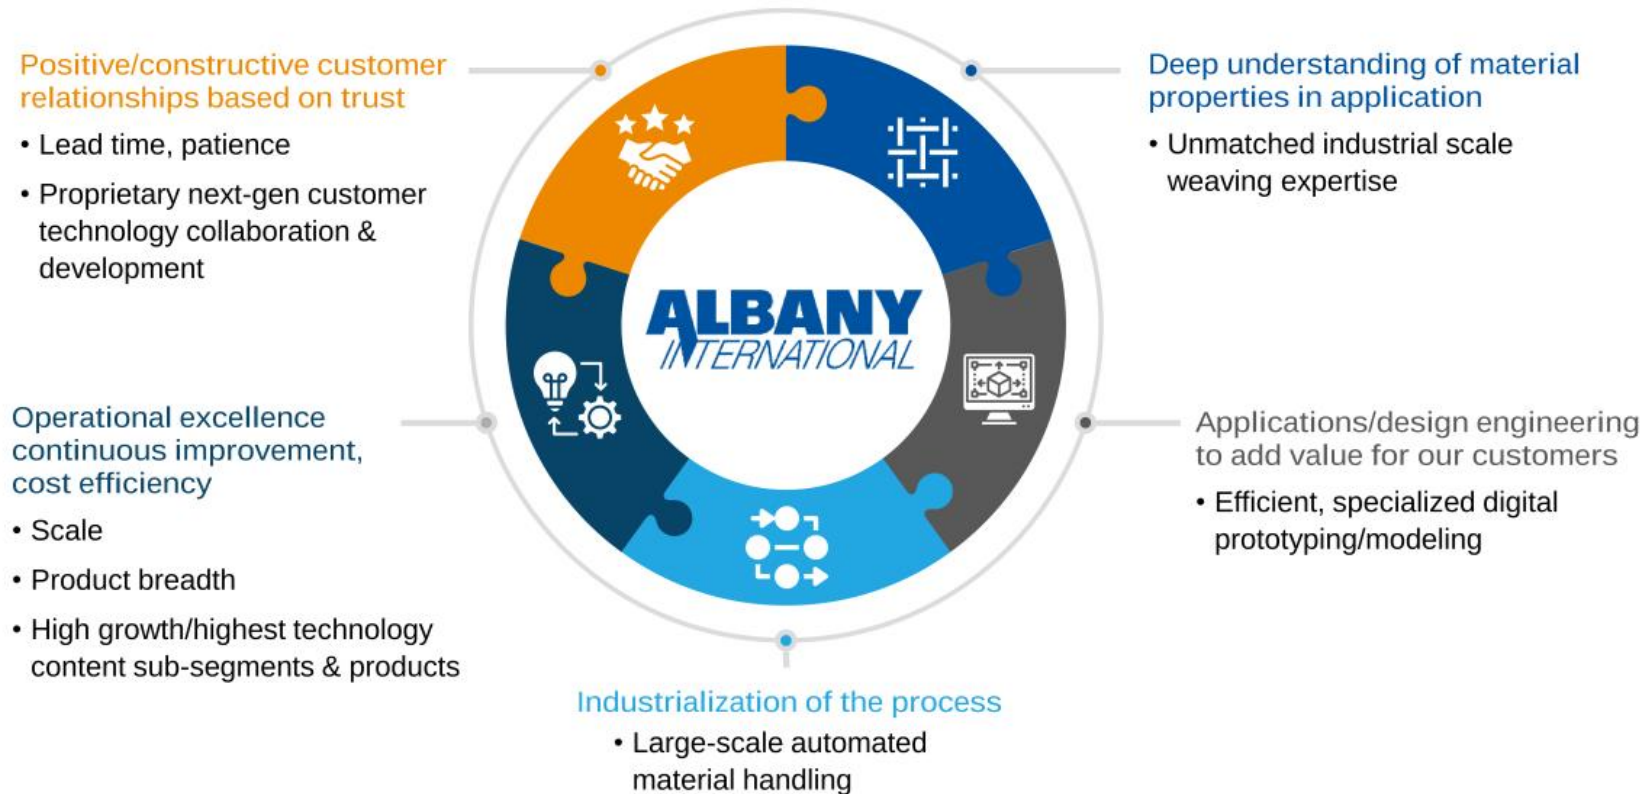 Positive/constructive customer
relationships based on trust
• Lead time, patience
• Proprietary next-gen customer
technology collaboration &
development
Deep understanding of material
properties in application
• Unmatched industrial scale
weaving expertise
ALBANY
INTERNATIONAL
Operational excellence
continuous improvement,
cost efficiency
• Scale
• Product breadth
• High growth/highest technology
content sub-segments & products
Applications/design engineering
to add value for our customers
• Efficient, specialized digital
prototyping/modeling
Industrialization of the process
• Large-scale automated
material handling